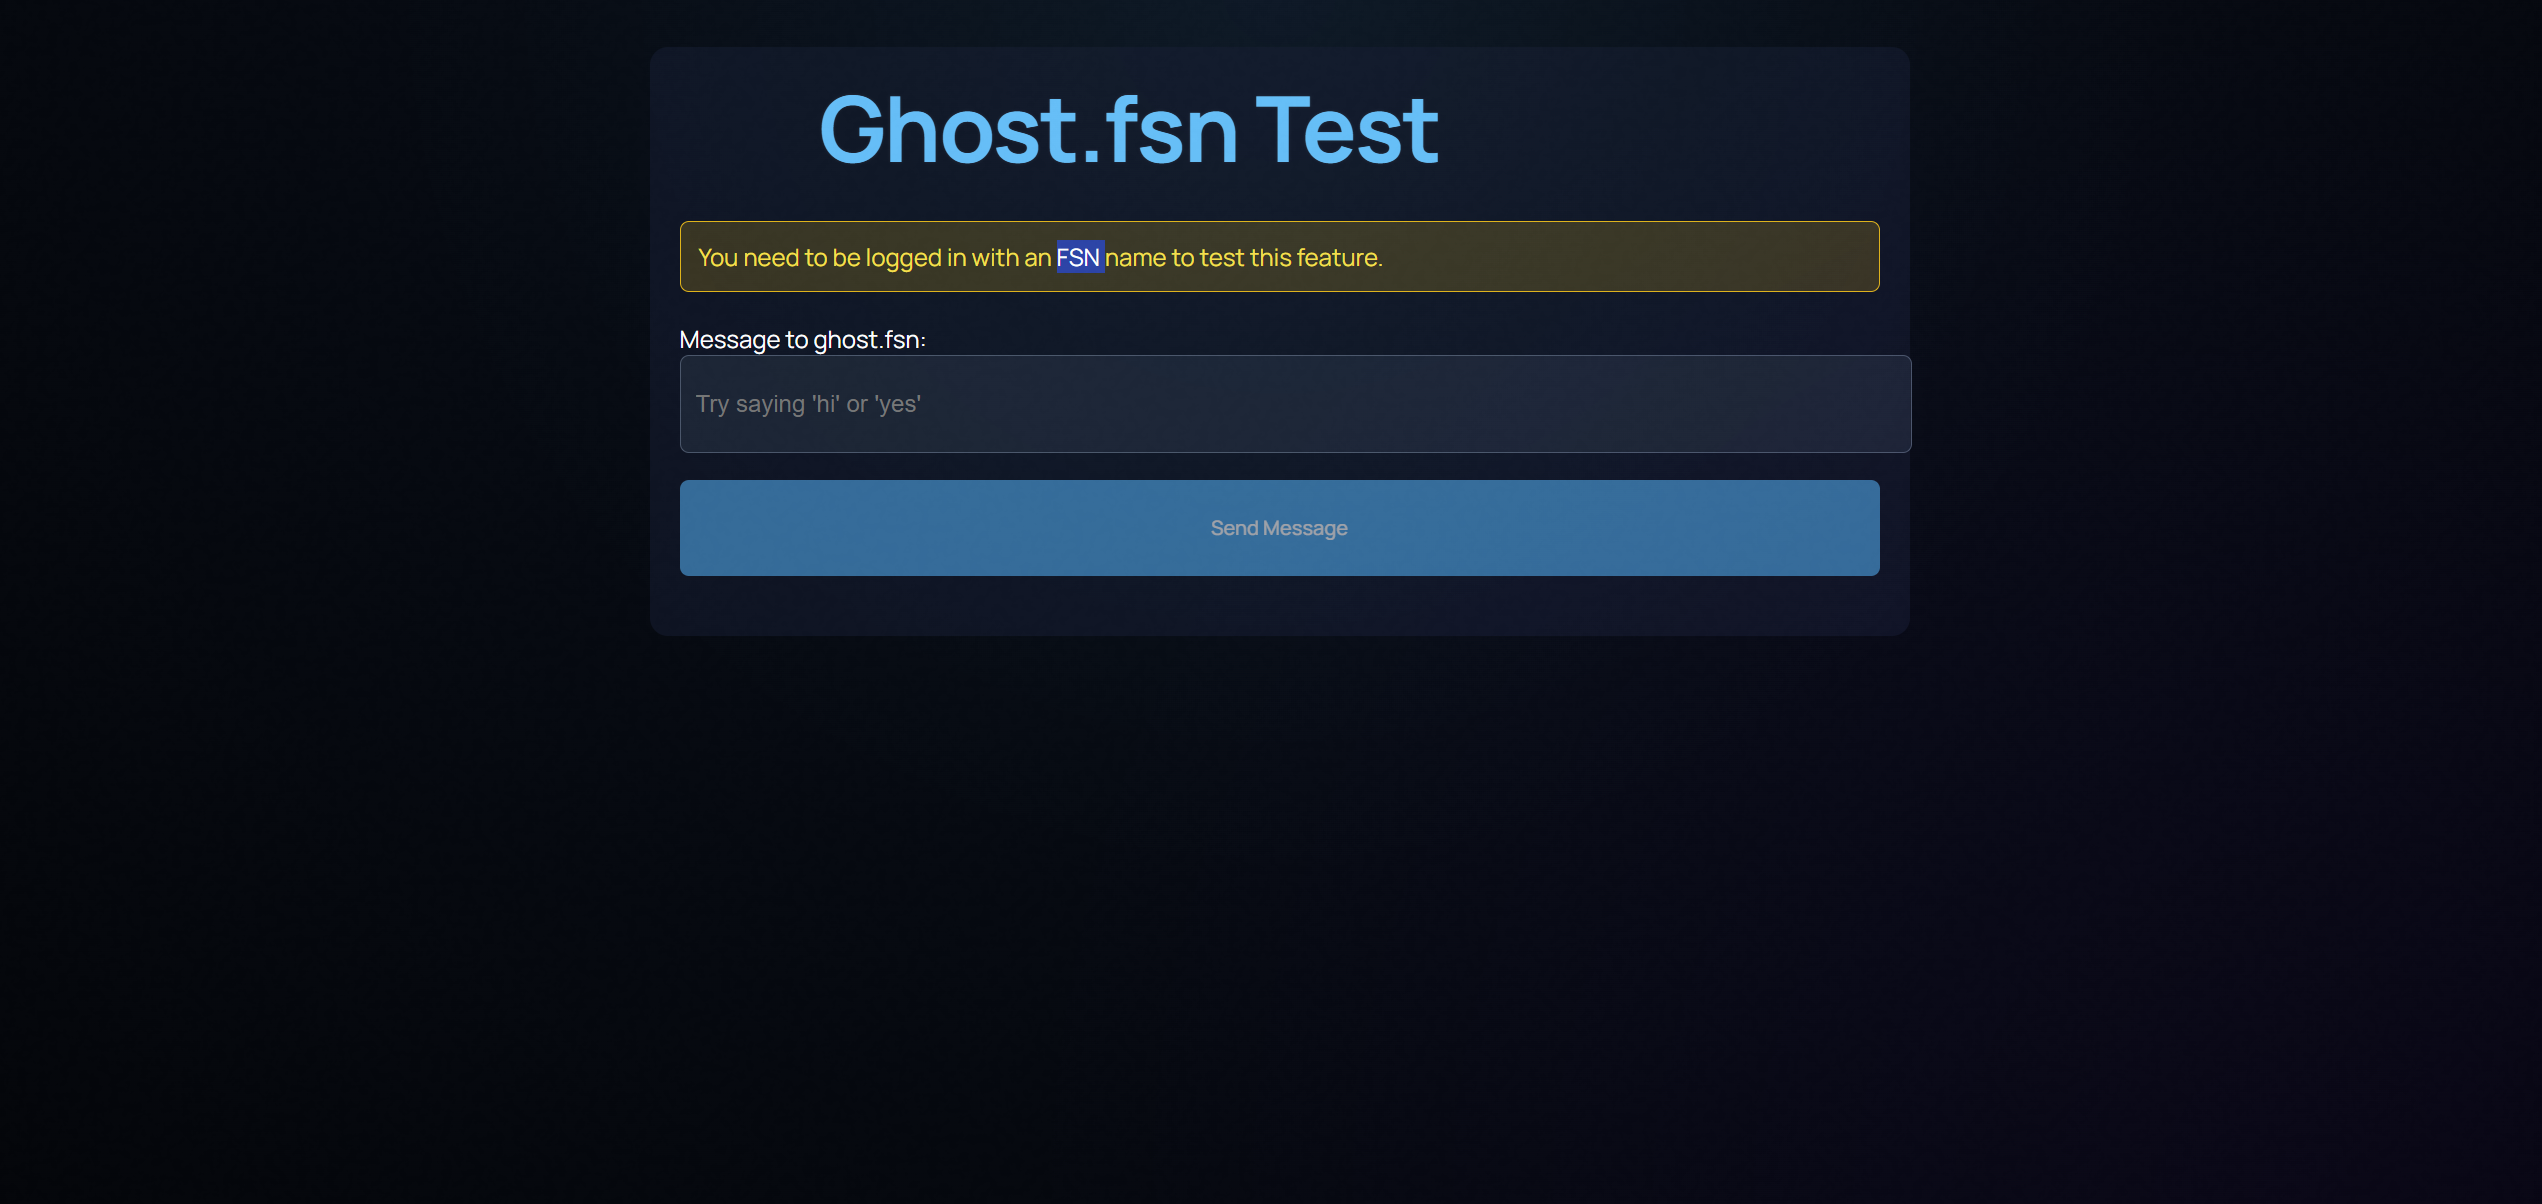 Ghost.fsn Test
You need to be logged in with an FSN name to test this feature.
Message to ghost.fsn:
Try saying 'hi' or 'yes'
Send Message